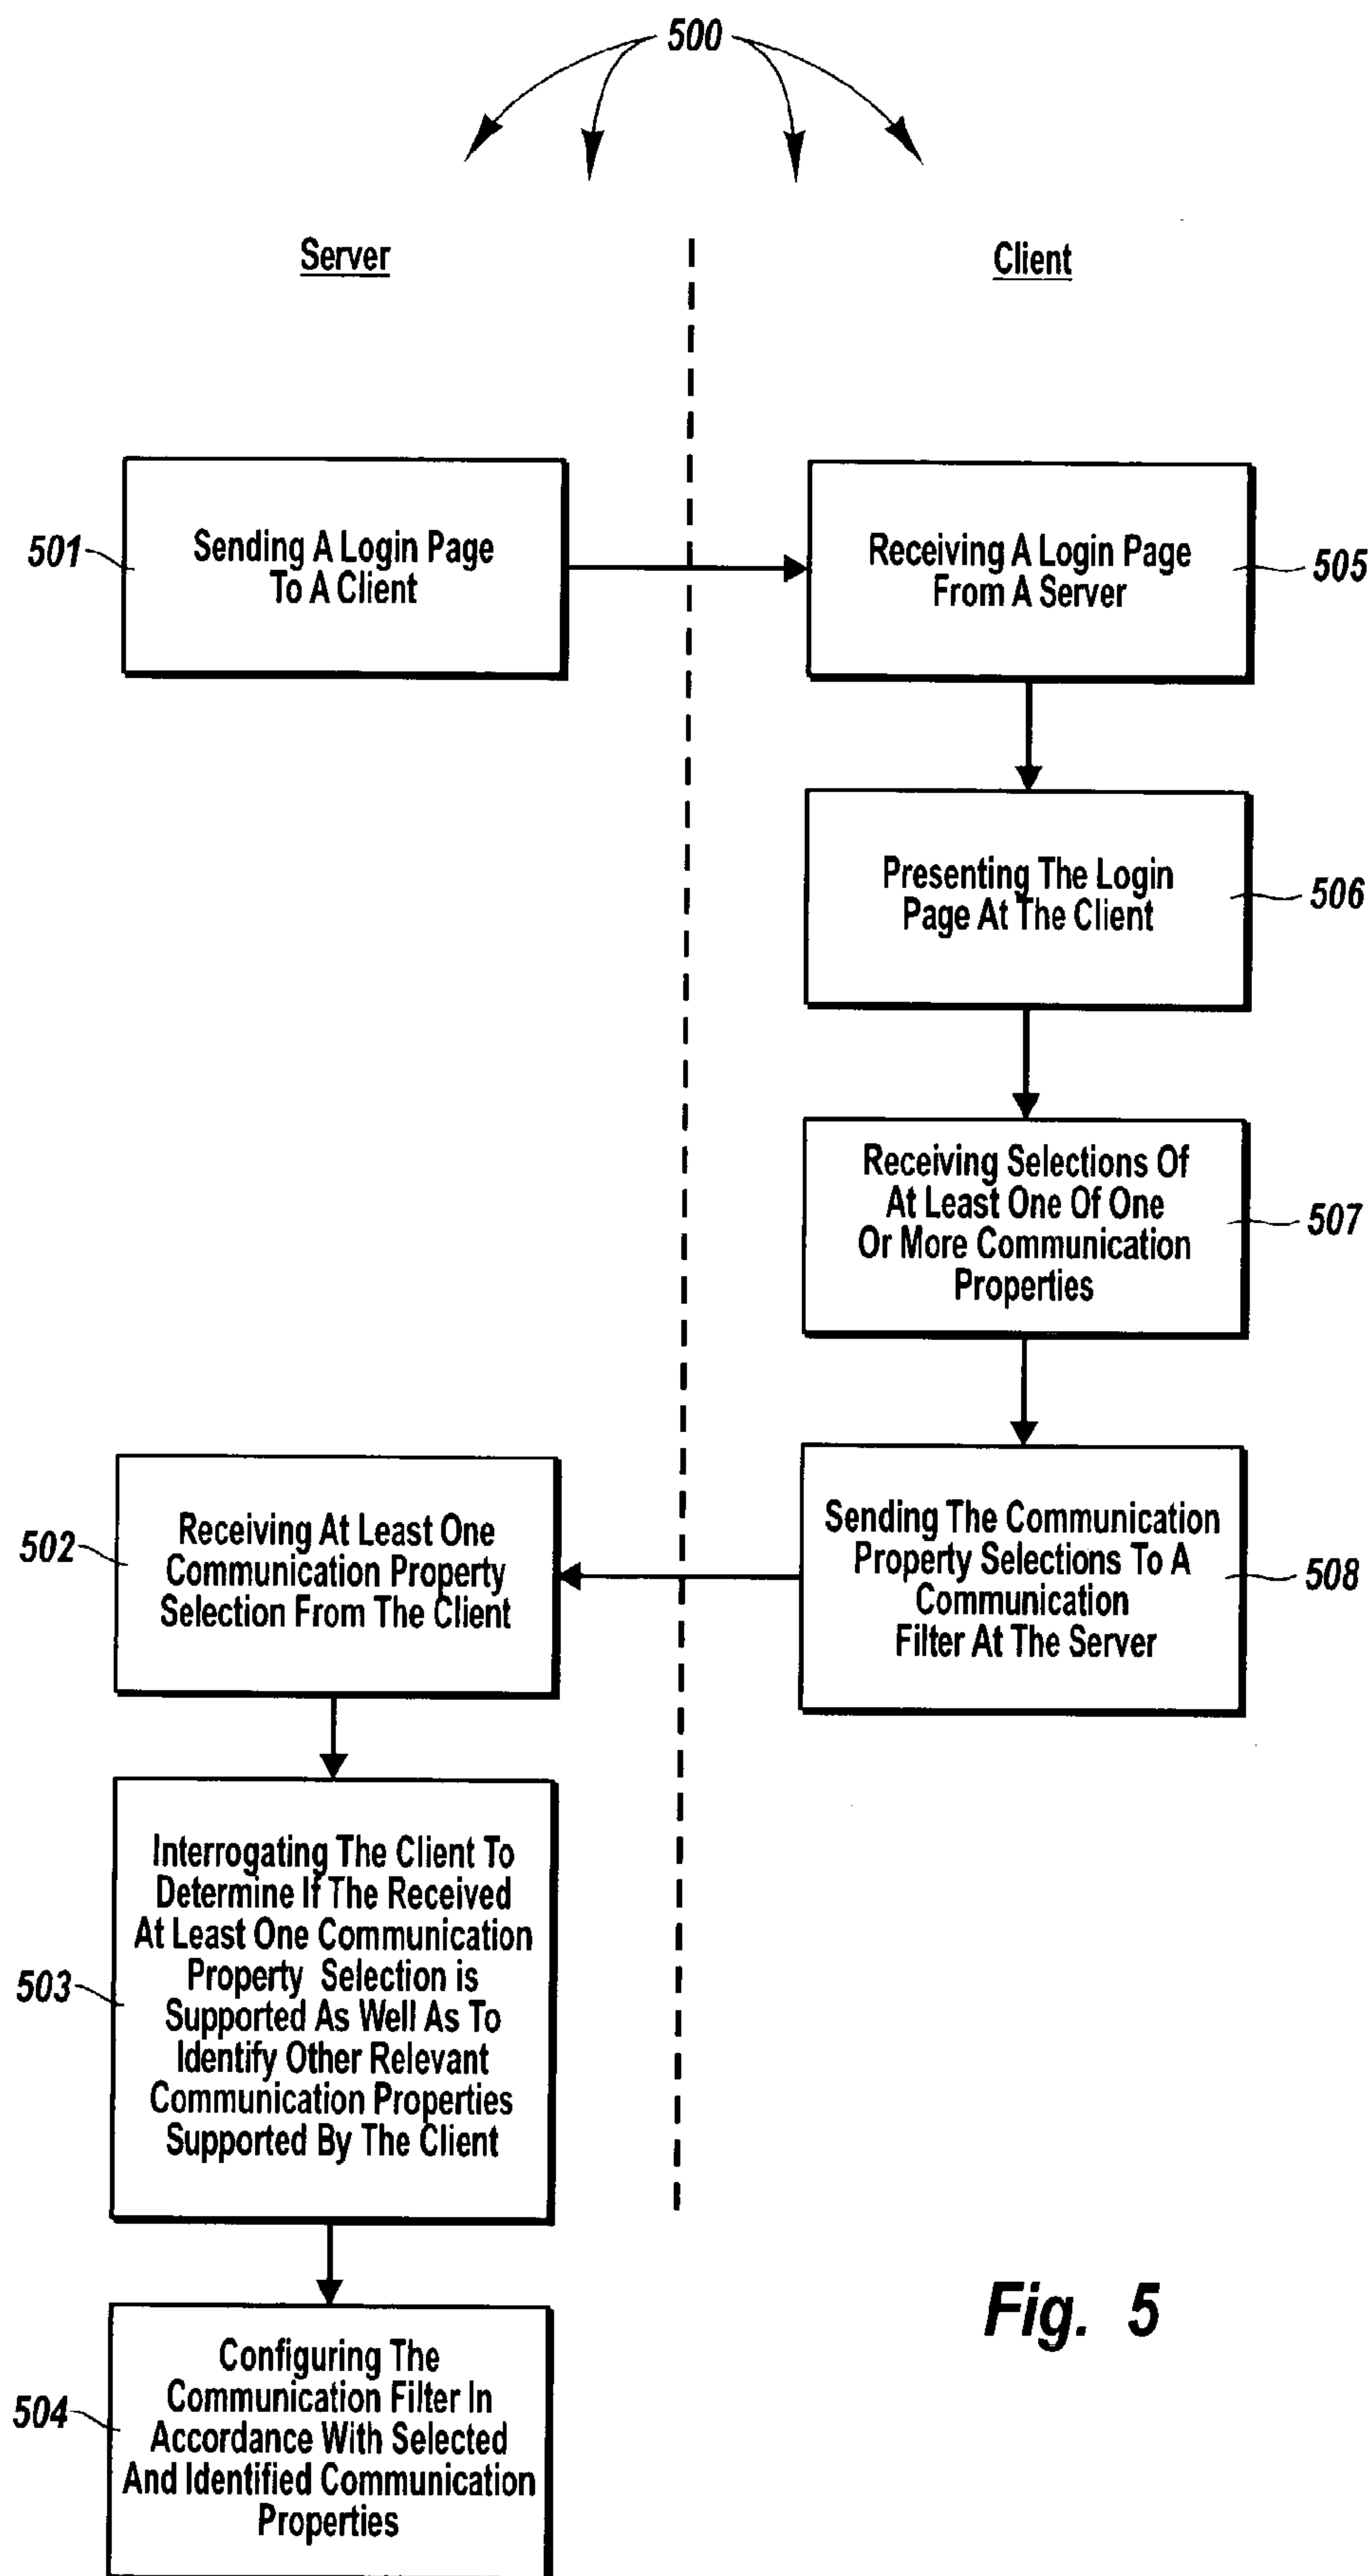 500
Server
Client
501
Sending A Login Page
To A Client
Receiving A Login Page
From A Server
505
Presenting The Login
Page At The Client
506
Receiving Selections Of
At Least One Of One
Or More Communication
Properties
507
Sending The Communication
Property Selections To A
Communication
Filter At The Server
508
502
Receiving At Least One
Communication Property
Selection From The Client
503
Interrogating The Client To
Determine If The Received
At Least One Communication
Property Selection is
Supported As Well As To
Identify Other Relevant
Communication Properties
Supported By The Client
504
Configuring The
Communication Filter In
Accordance With Selected
And Identified Communication
Properties
Fig. 5